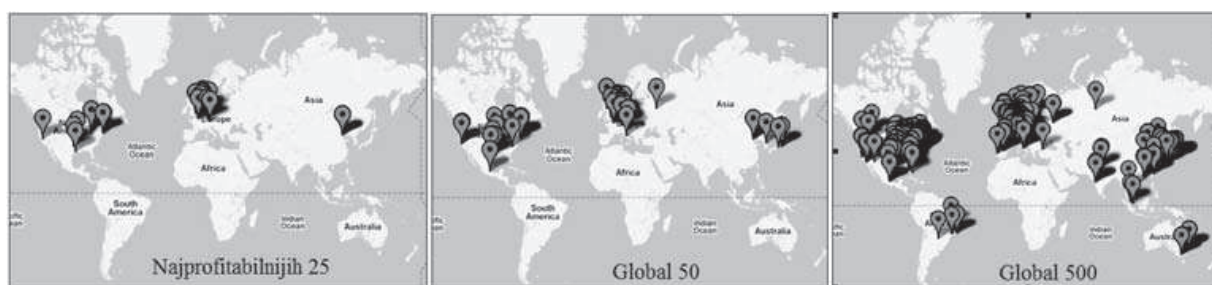 Asia
Europe
Atlantic
Ocean
Africa
South
America
Indian
Ocean
Australia
Najprofitabilnijih 25
Asia
Atlantic
Ocean
Africa
South
America
Indian
Ocean
Australia
Global 50
Asia
Atlantic
Ocean
Africa
Indian
Ocean
Global 500